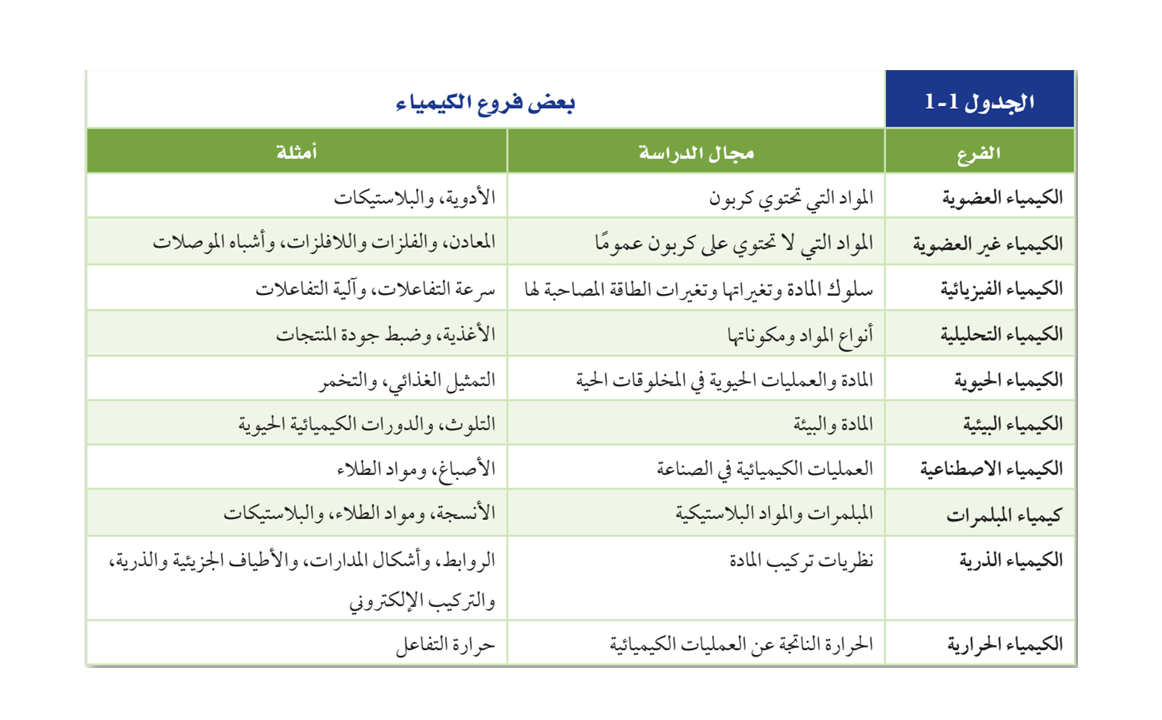 الجدول 1-1 بعض فروع الكيمياء
الفرع مجال الدراسة أمثلة
الكيمياء العضوية المواد التي تحتوي كربون الأدوية، والبلاستيكات
الكيمياء غير العضوية المواد التي لا تحتوي على كربون عمومًا المعادن، والفلزات واللافلزات، وأشباه الموصلات
الكيمياء الفيزيائية سلوك المادة وتغيراتها وتغيرات الطاقة المصاحبة لها سرعة التفاعلات، وآلية التفاعلات
الكيمياء التحليلية أنواع المواد ومكوناتها الأغذية، وضبط جودة المنتجات
الكيمياء الحيوية المادة والعمليات الحيوية في المخلوقات الحية التمثيل الغذائي، والتخمر
الكيمياء البيئية المادة والبيئة التلوث، والدورات الكيميائية الحيوية
الكيمياء الاصطناعية العمليات الكيميائية في الصناعة الأصباغ، ومواد الطلاء
كيمياء المبلمرات المبلمرات والمواد البلاستيكية الأنسجة، ومواد الطلاء، والبلاستيكات
الكيمياء الذرية نظريات تركيب المادة الروابط، وأشكال المدارات، والأطياف الجزيئية والذرية،
والتركيب الإلكتروني
الكيمياء الحرارية الحرارة الناتجة عن العمليات الكيميائية حرارة التفاعل